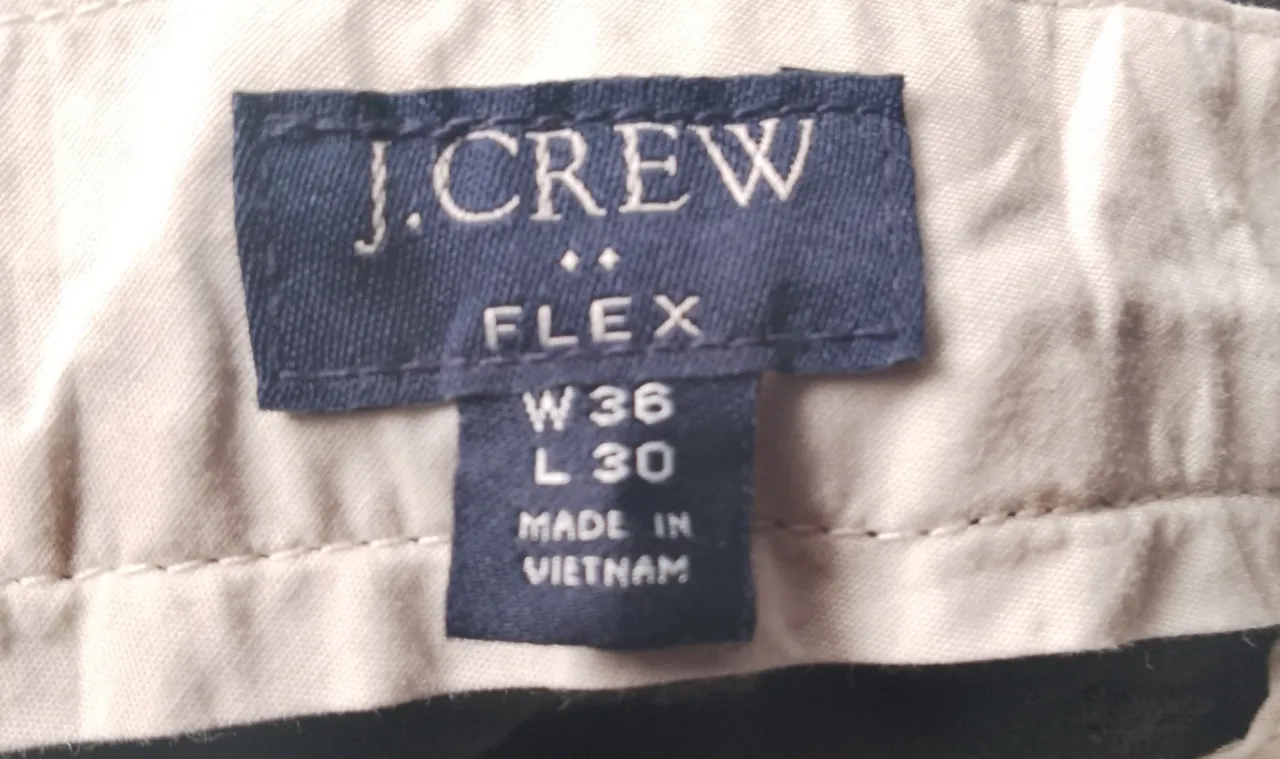 J.CREW
FLEX
W 36
L 30
MADE IN
VIETNAM